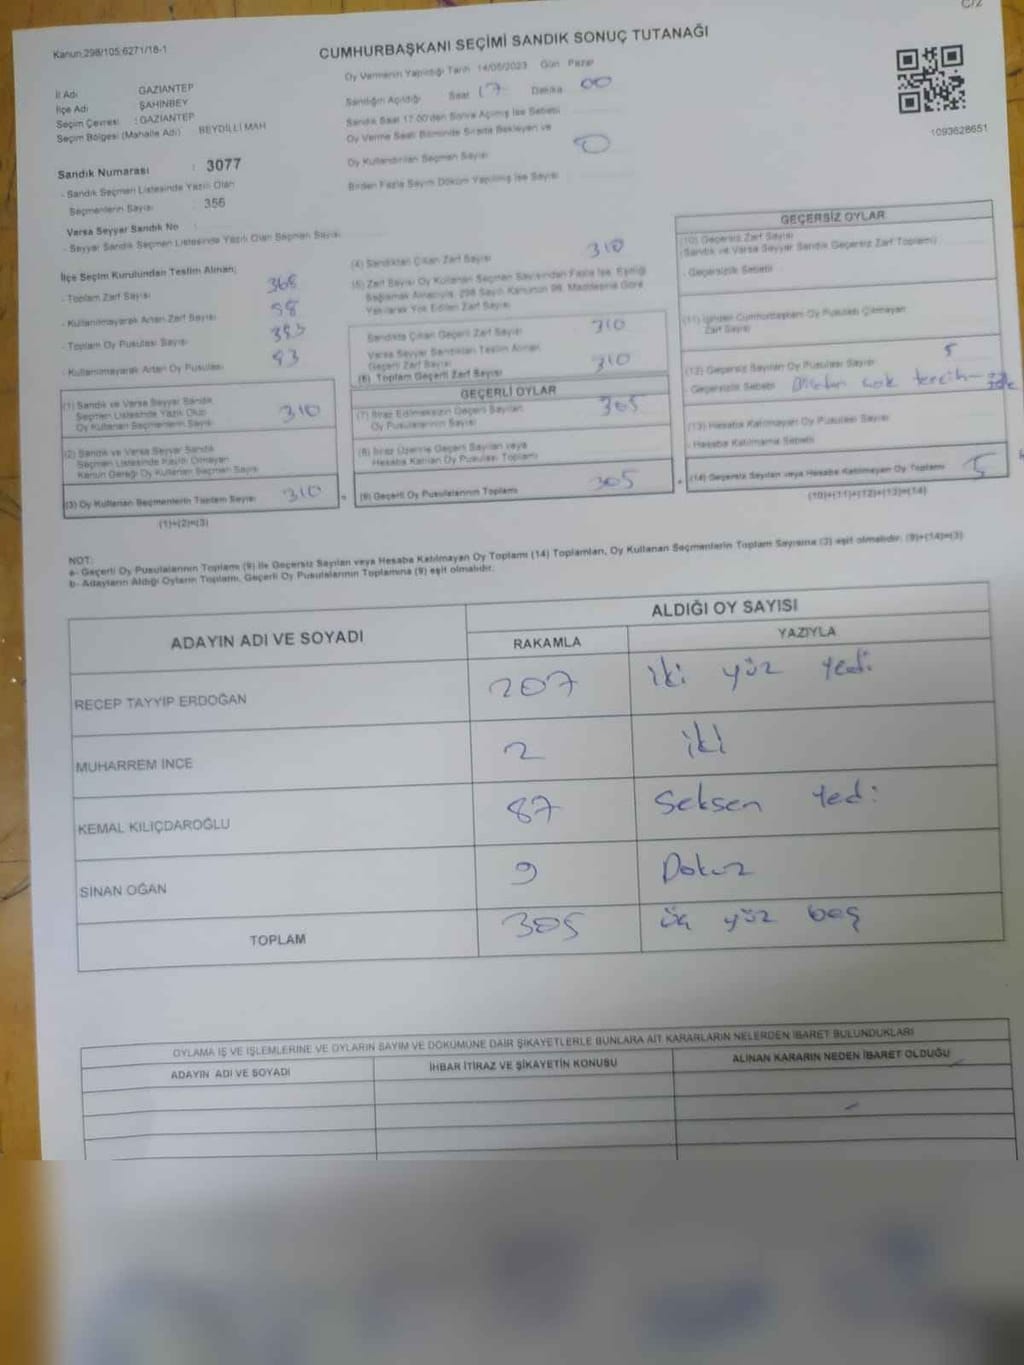 C/2
Kanun:298/105;6271/18-1
CUMHURBAŞKANI SEÇİMİ SANDIK SONUÇ TUTANAĞI
Oy Vermenin Yapıldığı Tarih 14/05/2023 Gün Pazar
İl Adı GAZİANTEP
İlçe Adı ŞAHİNBEY
Seçim Çevresi : GAZİANTEP
Seçim Bölgesi (Mahalle Adı) BEYDİLLİ MAH
Sandığın Açıldığı Saat 17 Dakika 00
Sandık Saat 17.00'den Sonra Açılmış İse Sebebi
Oy Verme Saati Bitiminde Sırada Bekleyen ve
Oy Kullandırılan Seçmen Sayısı 0
Birden Fazla Sayım Döküm Yapılmış İse Sayısı
1093628651
Sandık Numarası : 3077
- Sandık Seçmen Listesinde Yazılı Olan
Seçmenlerin Sayısı 356
Varsa Seyyar Sandık No
- Seyyar Sandık Seçmen Listesinde Yazılı Olan Seçmen Sayısı
İlçe Seçim Kurulundan Teslim Alınan;
- Toplam Zarf Sayısı 368
- Kullanılmayarak Artan Zarf Sayısı 58
- Toplam Oy Pusulası Sayısı
- Kullanılmayarak Artan Oy Pusulası
(1) Sandık ve Varsa Seyyar Sandık
Seçmen Listesinde Yazılı Olup
Oy Kullanan Seçmenlerin Sayısı 310
(2) Sandık ve Varsa Seyyar Sandık
Seçmen Listesinde Kayıtlı Olmayan
Kanun Gereği Oy Kullanan Seçmen Sayısı
(3) Oy Kullanan Seçmenlerin Toplam Sayısı 310
(1)+(2)=(3)
(4) Sandıktan Çıkan Zarf Sayısı 310
(5) Zarf Sayısı Oy Kullanan Seçmen Sayısından Fazla İse, Eşitliği
Sağlamak Amacıyla, 298 Sayılı Kanunun 98. Maddesine Göre
Yakılarak Yok Edilen Zarf Sayısı
Sandıkta Çıkan Geçerli Zarf Sayısı 310
Varsa Seyyar Sandıktan Teslim Alınan
Geçerli Zarf Sayısı
(6) Toplam Geçerli Zarf Sayısı 310
GEÇERLİ OYLAR
(7) İtiraz Edilmeksizin Geçerli Sayılan
Oy Pusulalarının Sayısı 305
(8) İtiraz Üzerine Geçerli Sayılan veya
Hesaba Katılan Oy Pusulası Toplamı
(9) Geçerli Oy Pusulalarının Toplamı 305
GEÇERSİZ OYLAR
(10) Geçersiz Zarf Sayısı
(Sandık ve Varsa Seyyar Sandık Geçersiz Zarf Toplamı)
- Geçersizlik Sebebi
(11) İçinden Cumhurbaşkanı Oy Pusulası Çıkmayan
Zarf Sayısı
(12) Geçersiz Sayılan Oy Pusulası Sayısı 5
Geçersizlik Sebebi Birden çok tercih
(13) Hesaba Katılmayan Oy Pusulası Sayısı
- Hesaba Katılmama Sebebi
(14) Geçersiz Sayılan veya Hesaba Katılmayan Oy Toplamı 5
(10)+(11)+(12)+(13)=(14)
NOT:
a- Geçerli Oy Pusulalarının Toplamı (9) ile Geçersiz Sayılan veya Hesaba Katılmayan Oy Toplamı (14) Toplamları, Oy Kullanan Seçmenlerin Toplam Sayısına (3) eşit olmalıdır. (9)+(14)=(3)
b- Adayların Aldığı Oyların Toplamı, Geçerli Oy Pusulalarının Toplamına (9) eşit olmalıdır.
ADAYIN ADI VE SOYADI
ALDIĞI OY SAYISI
RAKAMLA YAZIYLA
RECEP TAYYİP ERDOĞAN 207 iki yüz yedi
MUHARREM İNCE 2 iki
KEMAL KILIÇDAROĞLU 87 Seksen Yedi
SİNAN OĞAN 9 Dokuz
TOPLAM 305 üç yüz beş
OYLAMA İŞ VE İŞLEMLERİNE VE OYLARIN SAYIM VE DÖKÜMÜNE DAİR ŞİKAYETLERLE BUNLARA AİT KARARLARIN NELERDEN İBARET BULUNDUKLARI
ADAYIN ADI VE SOYADI İHBAR İTİRAZ VE ŞİKAYETİN KONUSU ALINAN KARARIN NEDEN İBARET OLDUĞU